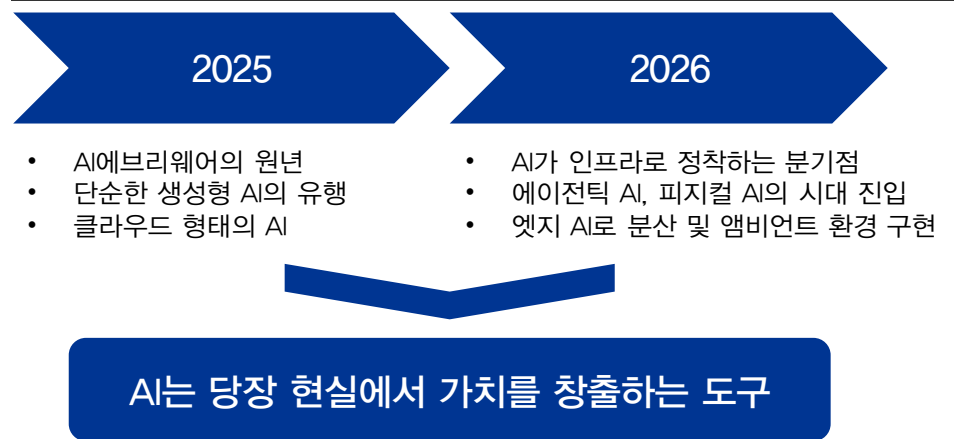 2025
2026
• AI에브리웨어의 원년
• 단순한 생성형 AI의 유행
• 클라우드 형태의 AI
• AI가 인프라로 정착하는 분기점
• 에이전틱 AI, 피지컬 AI의 시대 진입
• 엣지 AI로 분산 및 앰비언트 환경 구현
AI는 당장 현실에서 가치를 창출하는 도구